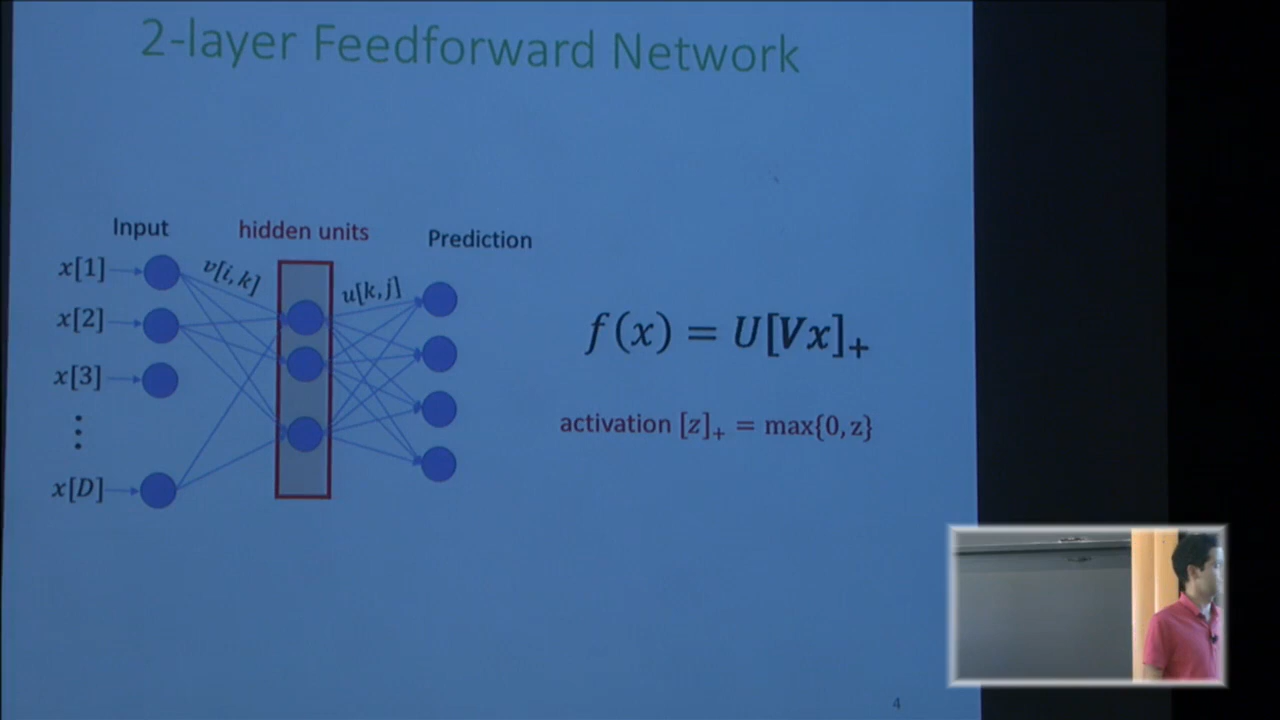 2-layer Feedforward Network
Input
hidden units
Prediction
x[1]
x[2]
x[3]
⋮
x[D]
v[i, k]
u[k, j]
f(x) = U[Vx]₊
activation [z]₊ = max{0, z}
4